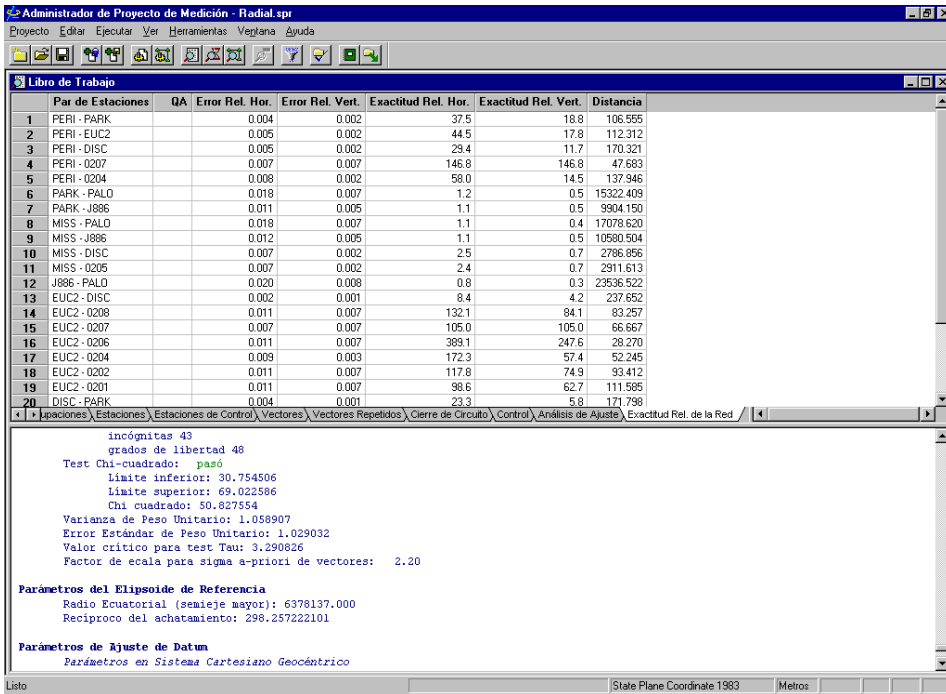 Administrador de Proyecto de Medición - Radial.spr
Proyecto Editar Ejecutar Ver Herramientas Ventana Ayuda
Libro de Trabajo
Par de Estaciones QA Error Rel. Hor. Error Rel. Vert. Exactitud Rel. Hor. Exactitud Rel. Vert. Distancia
1 PERI - PARK 0.004 0.002 37.5 18.8 106.555
2 PERI - EUC2 0.005 0.002 44.5 17.8 112.312
3 PERI - DISC 0.005 0.002 29.4 11.7 170.321
4 PERI - 0207 0.007 0.007 146.8 146.8 47.683
5 PERI - 0204 0.008 0.002 58.0 14.5 137.946
6 PARK - PALO 0.018 0.007 1.2 0.5 15322.409
7 PARK - J886 0.011 0.005 1.1 0.5 9904.150
8 MISS - PALO 0.018 0.007 1.1 0.4 17078.620
9 MISS - J886 0.012 0.005 1.1 0.5 10580.504
10 MISS - DISC 0.007 0.002 2.5 0.7 2786.856
11 MISS - 0205 0.007 0.002 2.4 0.7 2911.613
12 J886 - PALO 0.020 0.008 0.8 0.3 23536.522
13 EUC2 - DISC 0.002 0.001 8.4 4.2 237.652
14 EUC2 - 0208 0.011 0.007 132.1 84.1 83.257
15 EUC2 - 0207 0.007 0.007 105.0 105.0 66.667
16 EUC2 - 0206 0.011 0.007 389.1 247.6 28.270
17 EUC2 - 0204 0.009 0.003 172.3 57.4 52.245
18 EUC2 - 0202 0.011 0.007 117.8 74.9 93.412
19 EUC2 - 0201 0.011 0.007 98.6 62.7 111.585
20 DISC - PARK 0.004 0.001 23.3 5.8 171.798
upaciones Estaciones Estaciones de Control Vectores Vectores Repetidos Cierre de Circuito Control Análisis de Ajuste Exactitud Rel. de la Red
incógnitas 43
grados de libertad 48
Test Chi-cuadrado: pasó
Límite inferior: 30.754506
Límite superior: 69.022586
Chi cuadrado: 50.827554
Varianza de Peso Unitario: 1.058907
Error Estándar de Peso Unitario: 1.029032
Valor crítico para test Tau: 3.290826
Factor de ecala para sigma a-priori de vectores: 2.20
Parámetros del Elipsoide de Referencia
Radio Ecuatorial (semieje mayor): 6378137.000
Recíproco del achatamiento: 298.257222101
Parámetros de Ajuste de Datum
Parámetros en Sistema Cartesiano Geocéntrico
Listo State Plane Coordinate 1983 Metros